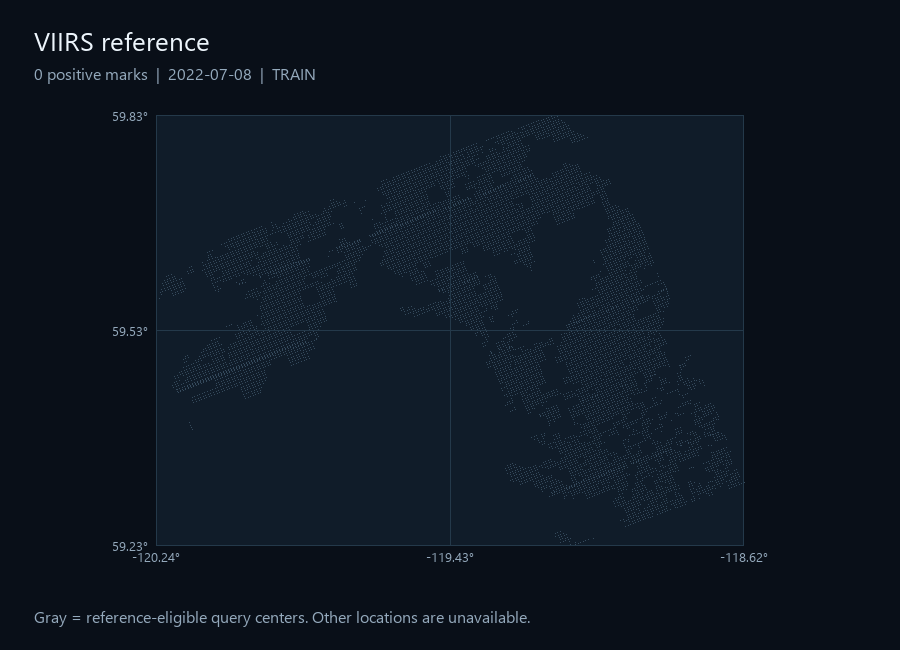 VIIRS reference
0 positive marks | 2022-07-08 | TRAIN
59.83°
59.53°
59.23°
-120.24°
-119.43°
-118.62°
Gray = reference-eligible query centers. Other locations are unavailable.